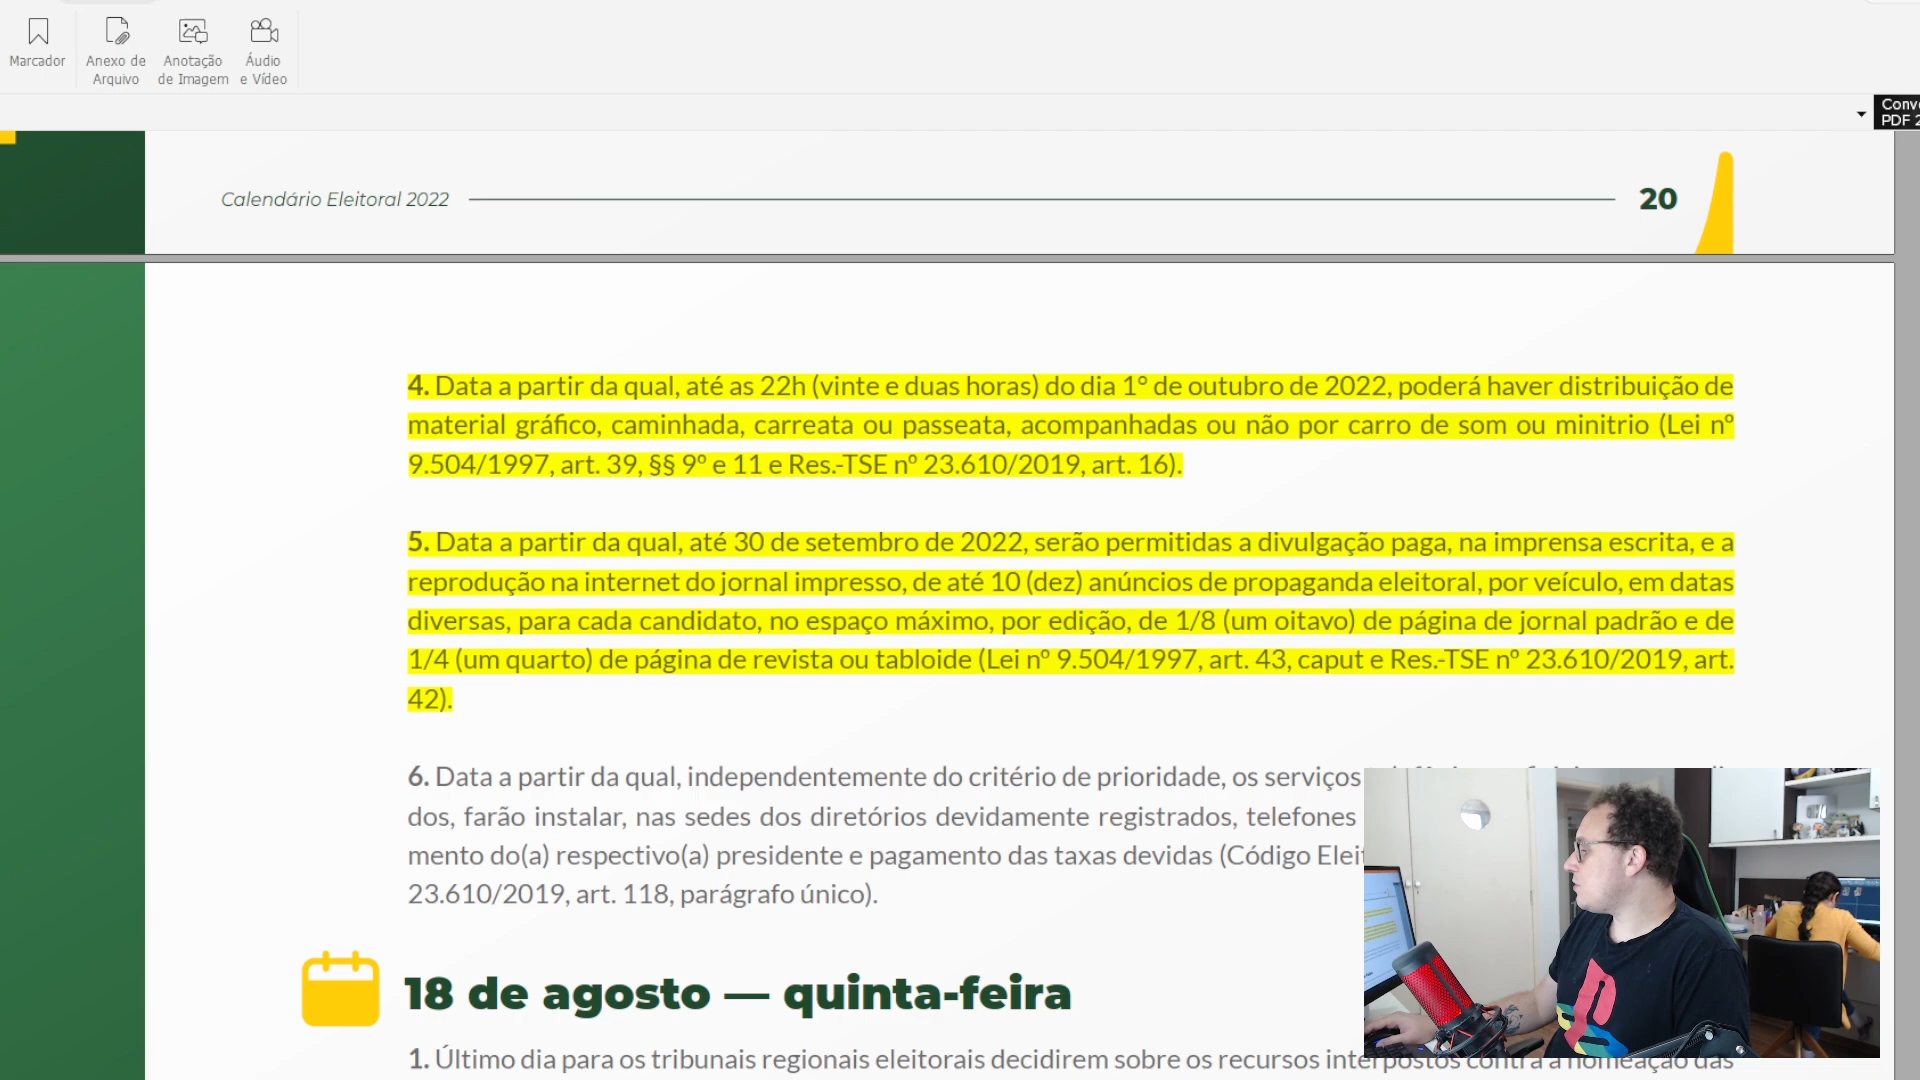 Marcador
Anexo de
Arquivo
Anotação
de Imagem
Áudio
e Vídeo
Conve
PDF 2
Calendário Eleitoral 2022
20
4. Data a partir da qual, até as 22h (vinte e duas horas) do dia 1° de outubro de 2022, poderá haver distribuição de
material gráfico, caminhada, carreata ou passeata, acompanhadas ou não por carro de som ou minitrio (Lei nº
9.504/1997, art. 39, §§ 9º e 11 e Res.-TSE nº 23.610/2019, art. 16).
5. Data a partir da qual, até 30 de setembro de 2022, serão permitidas a divulgação paga, na imprensa escrita, e a
reprodução na internet do jornal impresso, de até 10 (dez) anúncios de propaganda eleitoral, por veículo, em datas
diversas, para cada candidato, no espaço máximo, por edição, de 1/8 (um oitavo) de página de jornal padrão e de
1/4 (um quarto) de página de revista ou tabloide (Lei nº 9.504/1997, art. 43, caput e Res.-TSE nº 23.610/2019, art.
42).
6. Data a partir da qual, independentemente do critério de prioridade, os serviços
dos, farão instalar, nas sedes dos diretórios devidamente registrados, telefones
mento do(a) respectivo(a) presidente e pagamento das taxas devidas (Código Elei
23.610/2019, art. 118, parágrafo único).
18 de agosto — quinta-feira
1. Último dia para os tribunais regionais eleitorais decidirem sobre os recursos interpostos contra a nomeação das